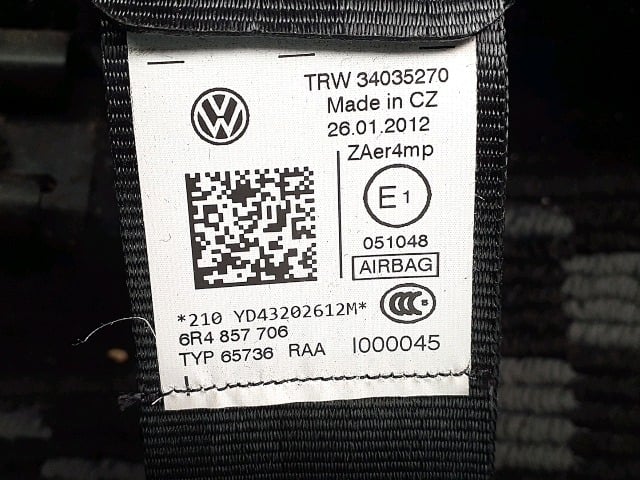 TRW 34035270
Made in CZ
26.01.2012
ZAer4mp
E1
051048
AIRBAG
CCC S
*210 YD43202612M*
6R4 857 706
TYP 65736 RAA I000045